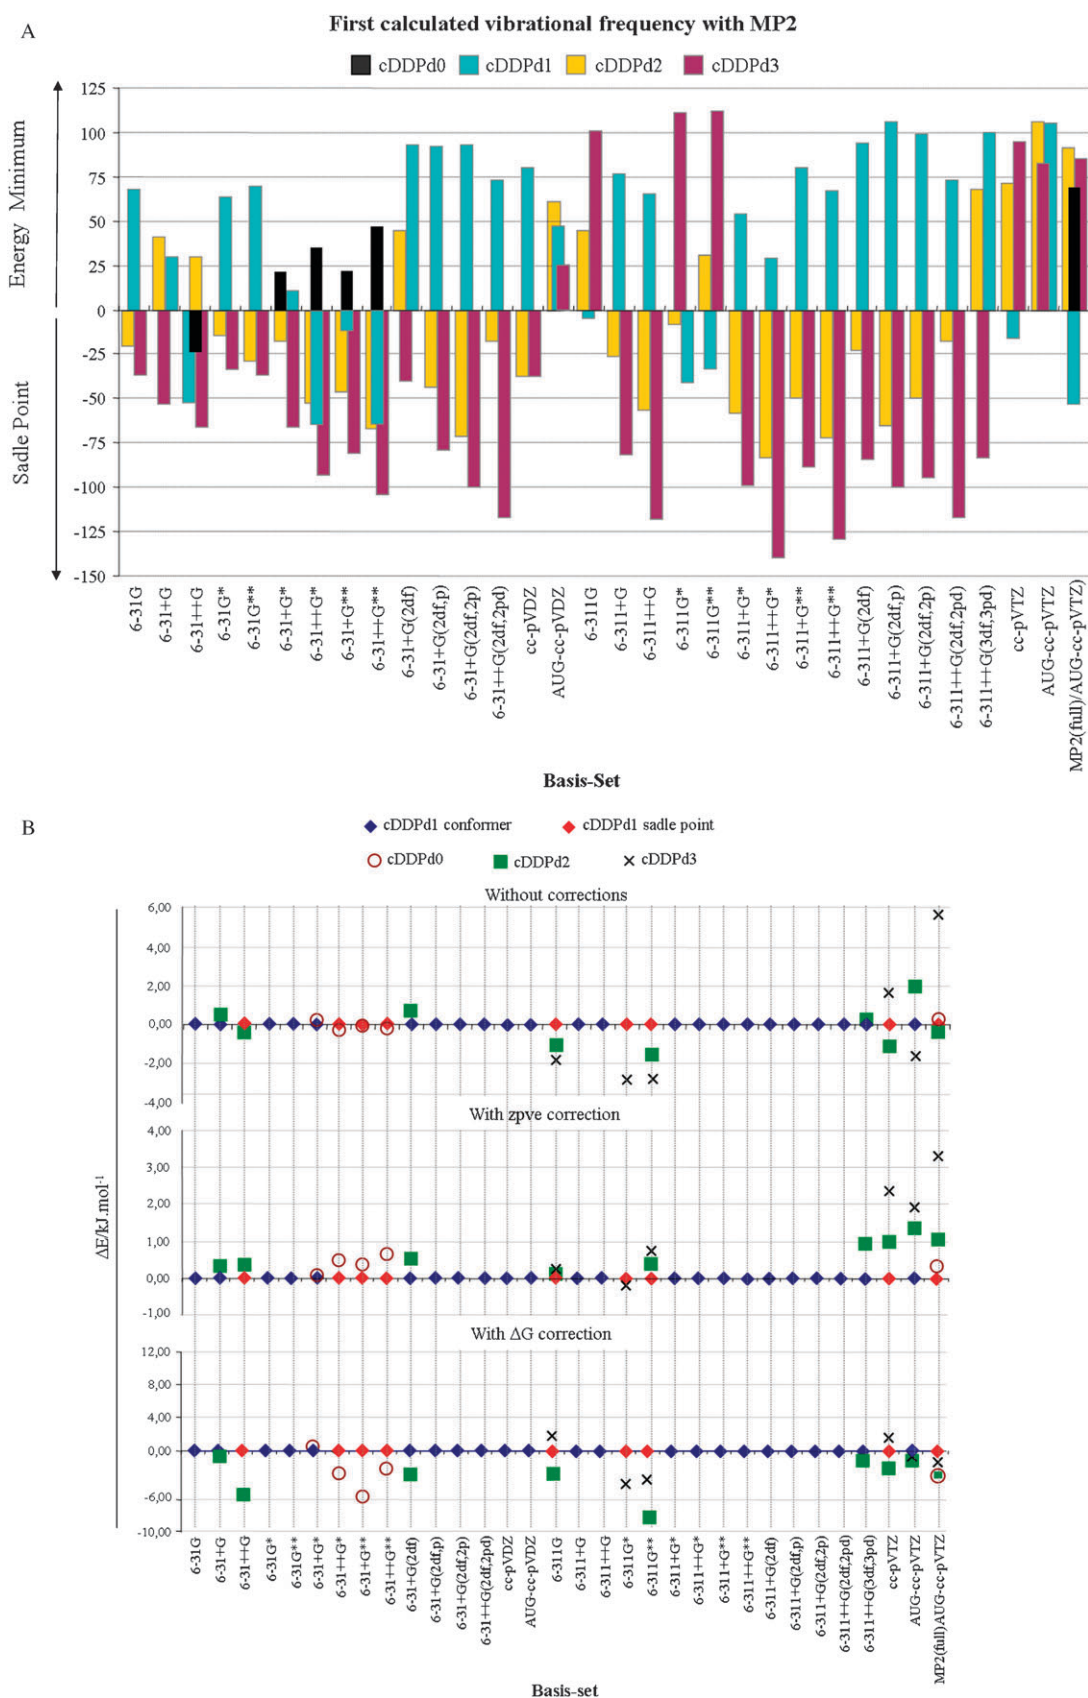 A
First calculated vibrational frequency with MP2
cDDPd0 cDDPd1 cDDPd2 cDDPd3
Energy Minimum
Sadle Point
125
100
75
50
25
0
-25
-50
-75
-100
-125
-150
6-31G
6-31+G
6-31++G
6-31G*
6-31G**
6-31+G*
6-31++G*
6-31+G**
6-31++G**
6-31+G(2df)
6-31+G(2df,p)
6-31+G(2df,2p)
6-31++G(2df,2pd)
cc-pVDZ
AUG-cc-pVDZ
6-311G
6-311+G
6-311++G
6-311G*
6-311G**
6-311+G*
6-311++G*
6-311+G**
6-311++G**
6-311+G(2df)
6-311+G(2df,p)
6-311+G(2df,2p)
6-311++G(2df,2pd)
6-311++G(3df,3pd)
cc-pVTZ
AUG-cc-pVTZ
MP2(full)/AUG-cc-pVTZ)
Basis-Set
B
cDDPd1 conformer cDDPd1 sadle point
cDDPd0 cDDPd2 cDDPd3
Without corrections
6,00
4,00
2,00
0,00
-2,00
-4,00
With zpve correction
4,00
3,00
2,00
1,00
0,00
-1,00
ΔE/kJ.mol-1
With ΔG correction
12,00
8,00
4,00
0,00
-6,00
-10,00
6-31G
6-31+G
6-31++G
6-31G*
6-31G**
6-31+G*
6-31++G*
6-31+G**
6-31++G**
6-31+G(2df)
6-31+G(2df,p)
6-31+G(2df,2p)
6-31++G(2df,2pd)
cc-pVDZ
AUG-cc-pVDZ
6-311G
6-311+G
6-311++G
6-311G*
6-311G**
6-311+G*
6-311++G*
6-311+G**
6-311++G**
6-311+G(2df)
6-311+G(2df,p)
6-311+G(2df,2p)
6-311++G(2df,2pd)
6-311++G(3df,3pd)
cc-pVTZ
AUG-cc-pVTZ
MP2(full)AUG-cc-pVTZ
Basis-set